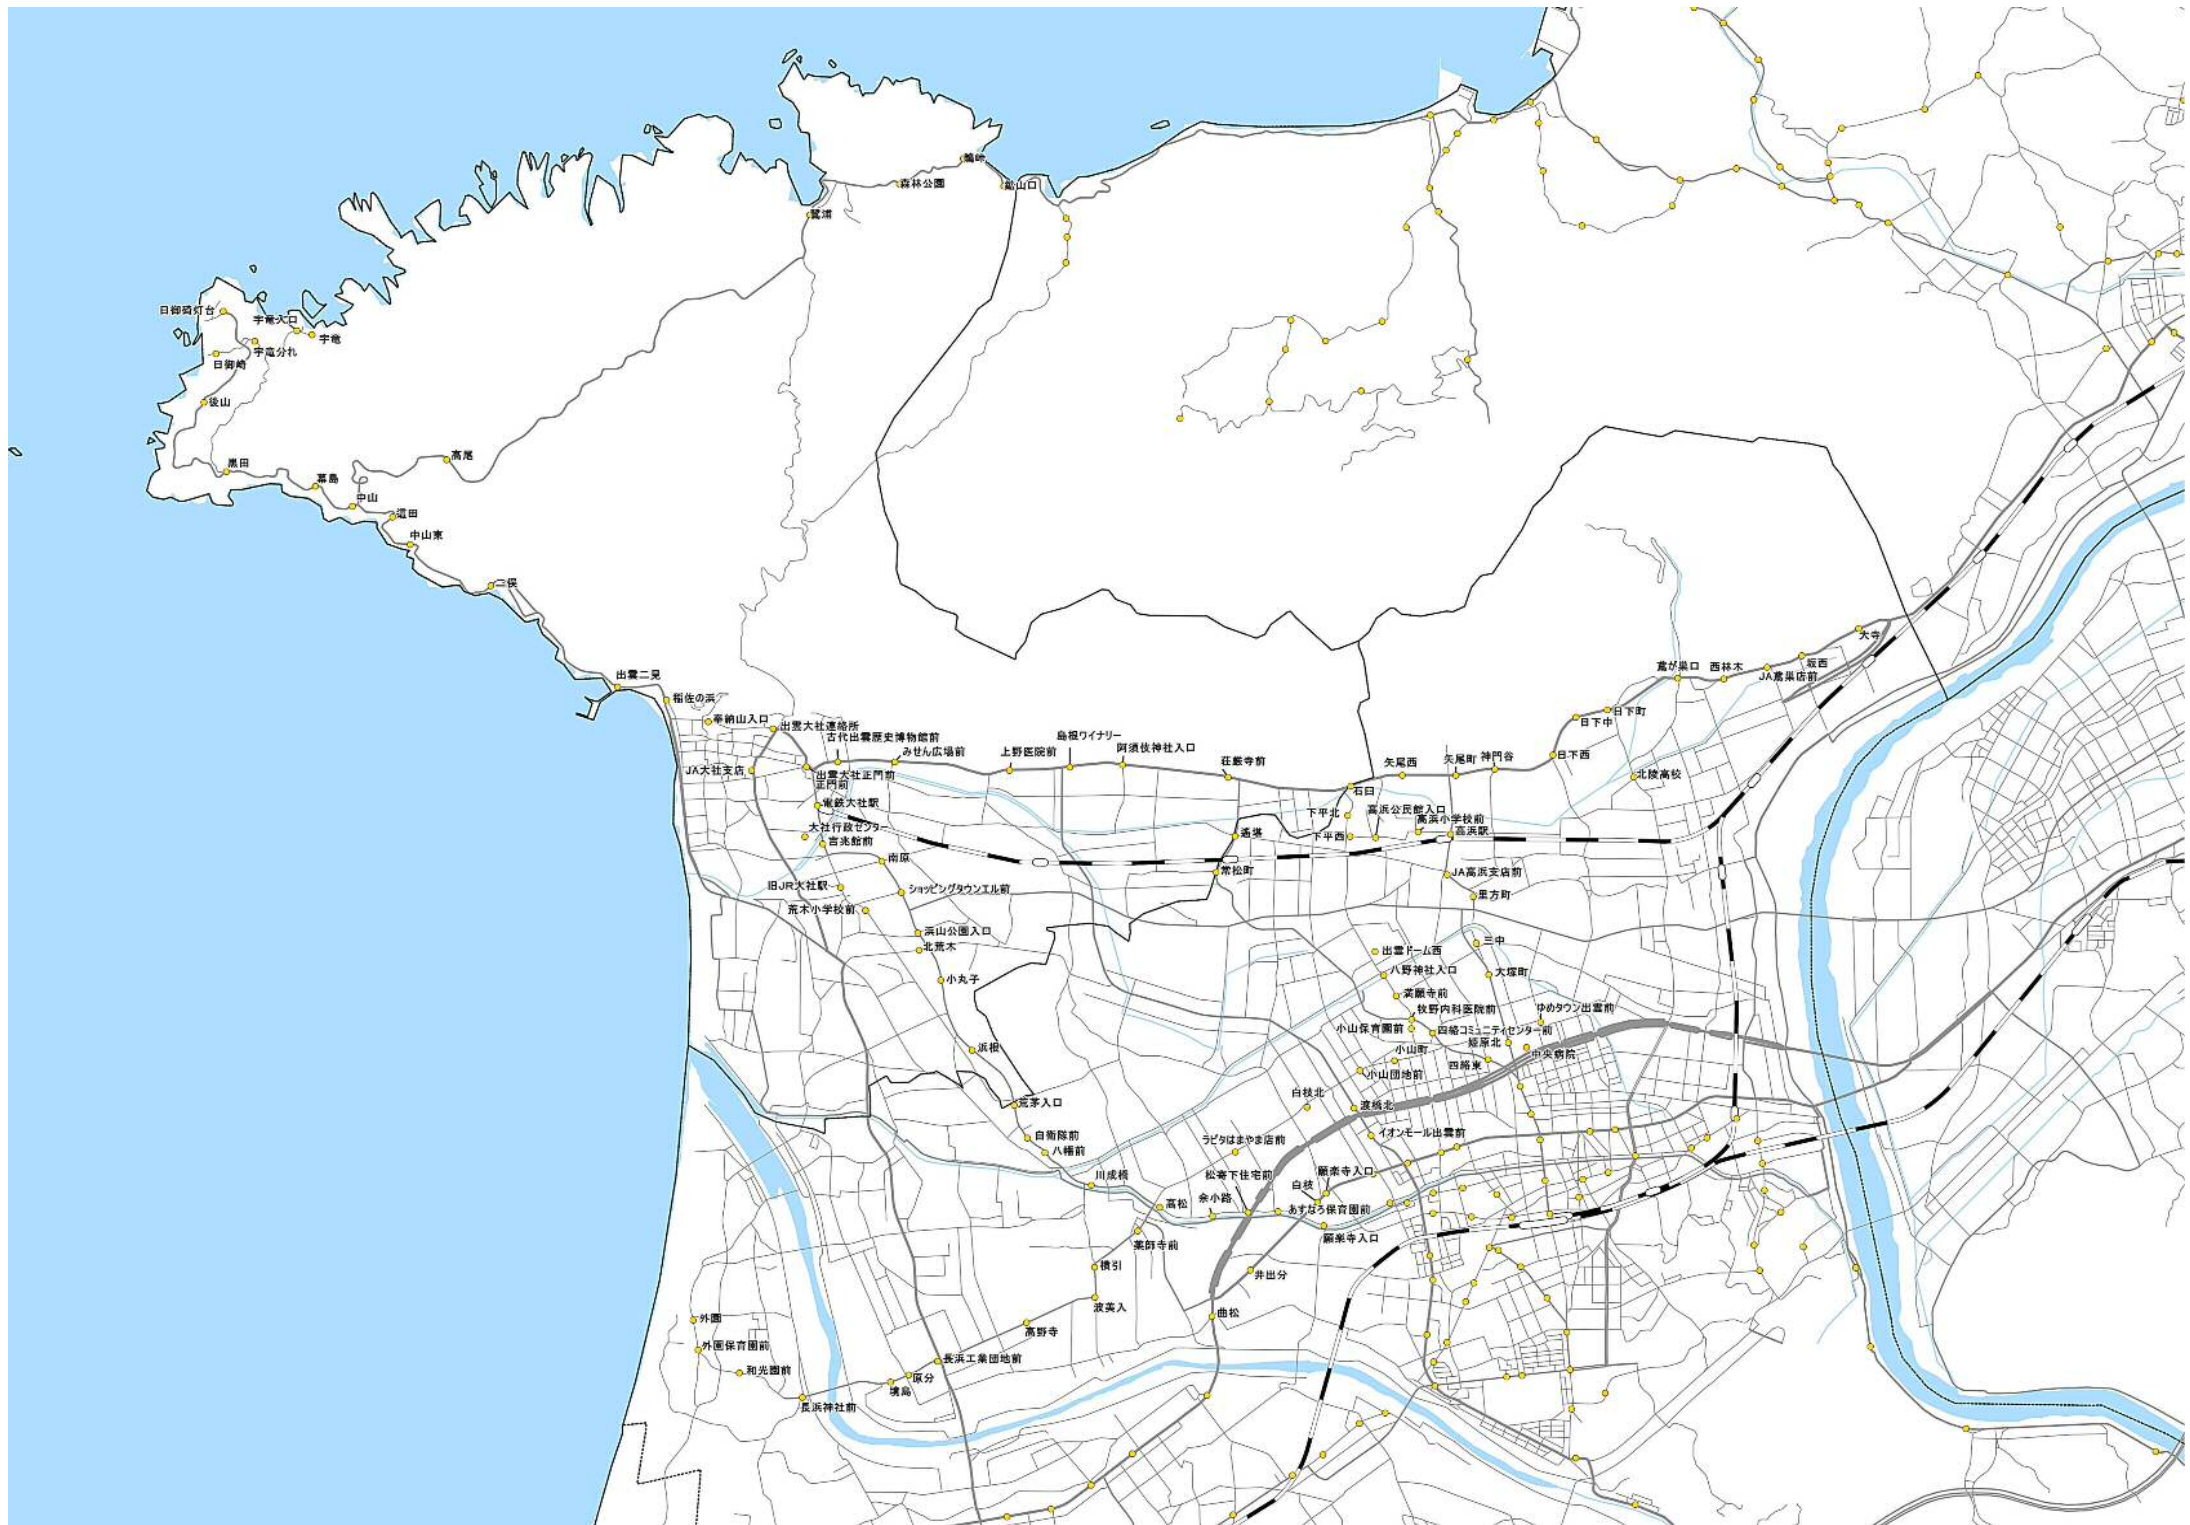 鵜峠
森林公園
鉱山口
鷺浦
日御碕灯台
宇竜入口
宇竜
宇竜分れ
日御崎
後山
黒田
高尾
幕島
中山
這田
中山東
二俣
出雲二見
稲佐の浜
奉納山入口
出雲大社連絡所
古代出雲歴史博物館前
みせん広場前
上野医院前
島根ワイナリー
阿須伎神社入口
荘厳寺前
JA大社支店
出雲大社正門前
正門前
電鉄大社駅
大社行政センター
吉兆館前
南原
旧JR大社駅
ショッピングタウンエル前
荒木小学校前
浜山公園入口
北荒木
小丸子
浜根
荒茅入口
自衛隊前
八幡前
川成橋
大寺
鳶が巣口
西林木
坂西
JA鳶巣店前
日下町
日下中
日下西
北陵高校
矢尾西
矢尾町
神門谷
石臼
下平北
高浜公民館入口
高浜小学校前
下平西
高浜駅
遙堪
常松町
JA高浜支店前
里方町
出雲ドーム西
三中
八野神社入口
大塚町
満願寺前
牧野内科医院前
ゆめタウン出雲前
小山保育園前
四絡コミュニティセンター前
姫原北
中央病院
小山町
四絡東
小山団地前
白枝北
渡橋北
イオンモール出雲前
ラピタはまやま店前
松寄下住宅前
願楽寺入口
白枝
高松
余小路
あすなろ保育園前
薬師寺前
願楽寺入口
横引
井出分
波美入
曲松
高野寺
外園
外園保育園前
和光園前
長浜工業団地前
原分
境島
長浜神社前